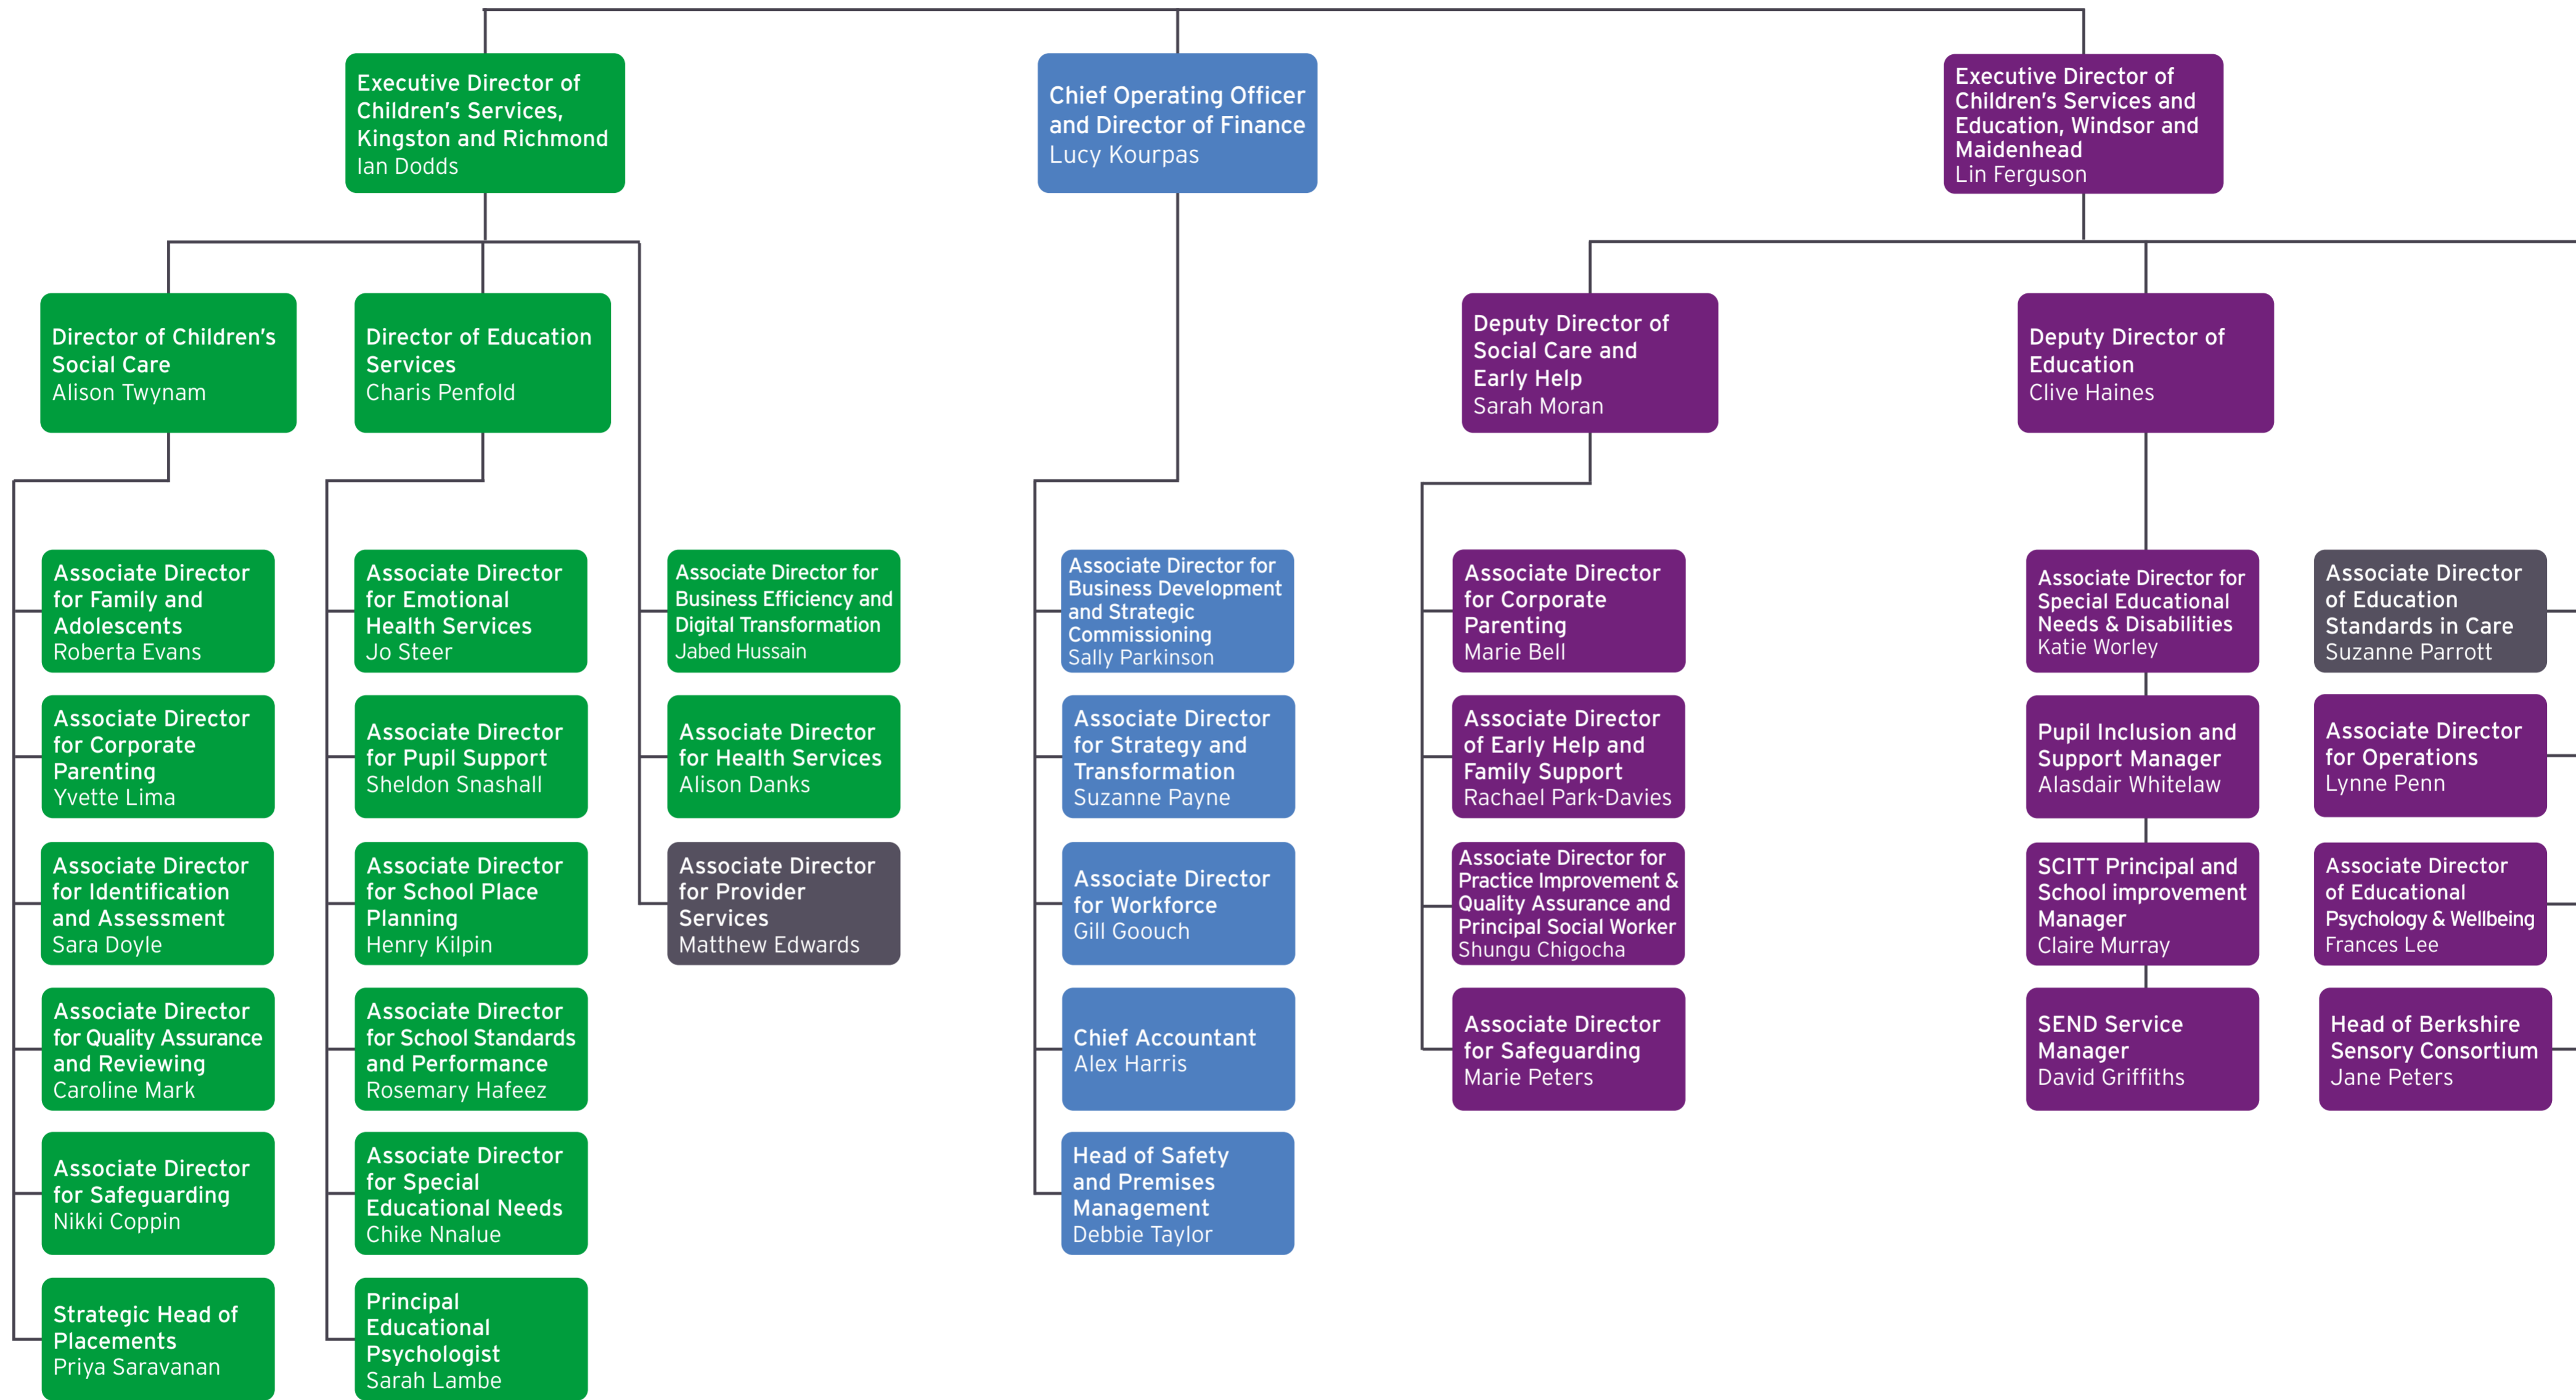 Executive Director of
Children's Services,
Kingston and Richmond
Ian Dodds
Chief Operating Officer
and Director of Finance
Lucy Kourpas
Executive Director of
Children's Services and
Education, Windsor and
Maidenhead
Lin Ferguson
Director of Children's
Social Care
Alison Twynam
Director of Education
Services
Charis Penfold
Deputy Director of
Social Care and
Early Help
Sarah Moran
Deputy Director of
Education
Clive Haines
Associate Director
for Family and
Adolescents
Roberta Evans
Associate Director
for Corporate
Parenting
Yvette Lima
Associate Director
for Identification
and Assessment
Sara Doyle
Associate Director
for Quality Assurance
and Reviewing
Caroline Mark
Associate Director
for Safeguarding
Nikki Coppin
Strategic Head of
Placements
Priya Saravanan
Associate Director
for Emotional
Health Services
Jo Steer
Associate Director
for Pupil Support
Sheldon Snashall
Associate Director
for School Place
Planning
Henry Kilpin
Associate Director
for School Standards
and Performance
Rosemary Hafeez
Associate Director
for Special
Educational Needs
Chike Nnalue
Principal
Educational
Psychologist
Sarah Lambe
Associate Director for
Business Efficiency and
Digital Transformation
Jabed Hussain
Associate Director
for Health Services
Alison Danks
Associate Director
for Provider
Services
Matthew Edwards
Associate Director for
Business Development
and Strategic
Commissioning
Sally Parkinson
Associate Director
for Strategy and
Transformation
Suzanne Payne
Associate Director
for Workforce
Gill Goouch
Chief Accountant
Alex Harris
Head of Safety
and Premises
Management
Debbie Taylor
Associate Director
for Corporate
Parenting
Marie Bell
Associate Director
of Early Help and
Family Support
Rachael Park-Davies
Associate Director for
Practice Improvement &
Quality Assurance and
Principal Social Worker
Shungu Chigocha
Associate Director
for Safeguarding
Marie Peters
Associate Director for
Special Educational
Needs & Disabilities
Katie Worley
Pupil Inclusion and
Support Manager
Alasdair Whitelaw
SCITT Principal and
School improvement
Manager
Claire Murray
SEND Service
Manager
David Griffiths
Associate Director
of Education
Standards in Care
Suzanne Parrott
Associate Director
for Operations
Lynne Penn
Associate Director
of Educational
Psychology & Wellbeing
Frances Lee
Head of Berkshire
Sensory Consortium
Jane Peters